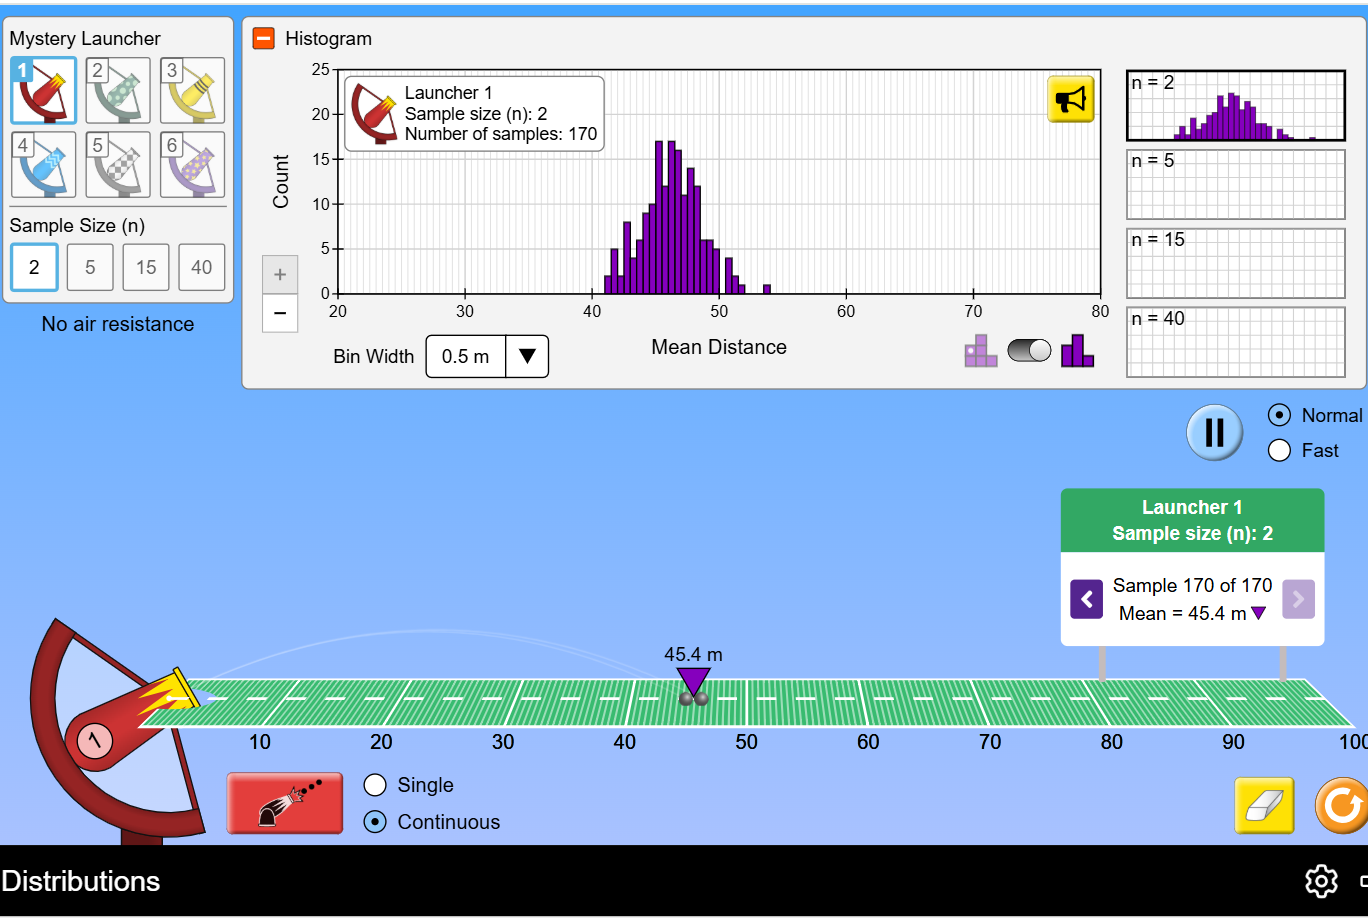 Mystery Launcher
1 2 3
4 5 6
Sample Size (n)
2 5 15 40
No air resistance
Histogram
Launcher 1
Sample size (n): 2
Number of samples: 170
Count
25
20
15
10
5
0
20 30 40 50 60 70 80
Mean Distance
+
−
Bin Width 0.5 m
n = 2
n = 5
n = 15
n = 40
Normal
Fast
Launcher 1
Sample size (n): 2
Sample 170 of 170
Mean = 45.4 m
45.4 m
1
10 20 30 40 50 60 70 80 90 100
Single
Continuous
Distributions